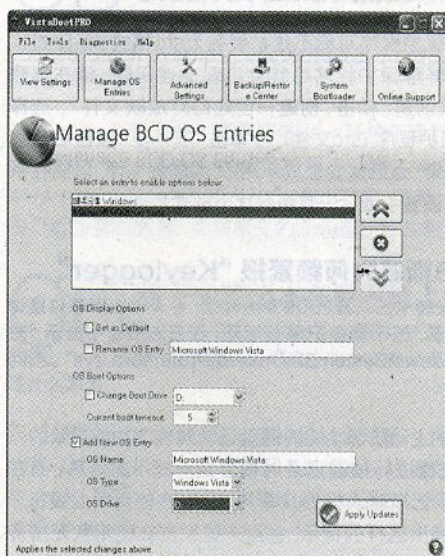 VistaBootPRO
File Tools Diagnostics Help
View Settings
Manage OS
Entries
Advanced
Settings
Backup/Restor
e Center
System
Bootloader
Online Support
Manage BCD OS Entries
Select an entry to enable options below:
Windows
OS Display Options
Set as Default
Rename OS Entry Microsoft Windows Vista
OS Boot Options
Change Boot Drive D:
Current boot timeout 5
Add New OS Entry
OS Name Microsoft Windows Vista
OS Type Windows Vista
OS Drive
Apply Updates
Applies the selected changes above.